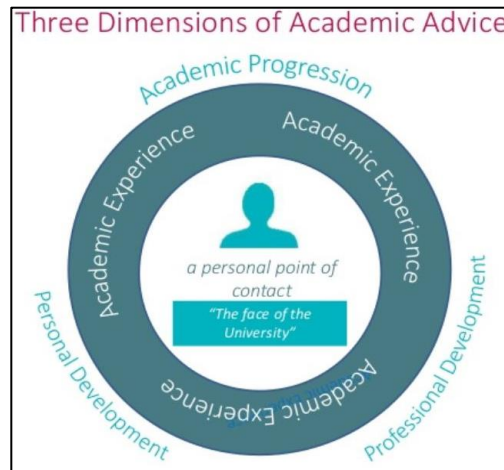 Three Dimensions of Academic Advice
Academic Progression
Academic Experience
Academic Experience
a personal point of
contact
"The face of the
University"
Personal Development
Professional Development
Academic Experience